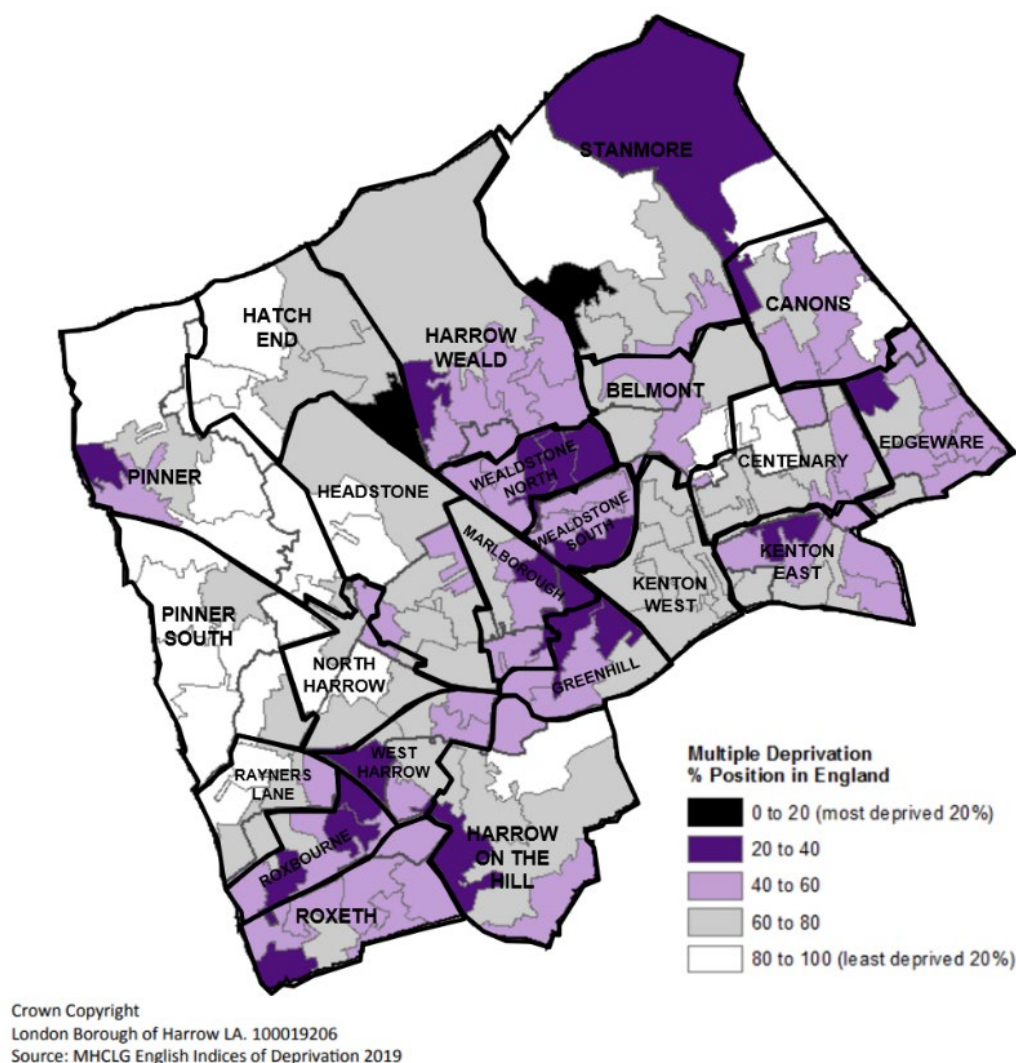 STANMORE
CANONS
HATCH
END
HARROW
WEALD
BELMONT
EDGEWARE
CENTENARY
PINNER
HEADSTONE
WEALDSTONE
NORTH
WEALDSTONE
SOUTH
MARLBOROUGH
KENTON
EAST
KENTON
WEST
PINNER
SOUTH
NORTH
HARROW
GREENHILL
WEST
HARROW
RAYNERS
LANE
HARROW
ON THE
HILL
ROXBOURNE
ROXETH
Multiple Deprivation
% Position in England
0 to 20 (most deprived 20%)
20 to 40
40 to 60
60 to 80
80 to 100 (least deprived 20%)
Crown Copyright
London Borough of Harrow LA. 100019206
Source: MHCLG English Indices of Deprivation 2019